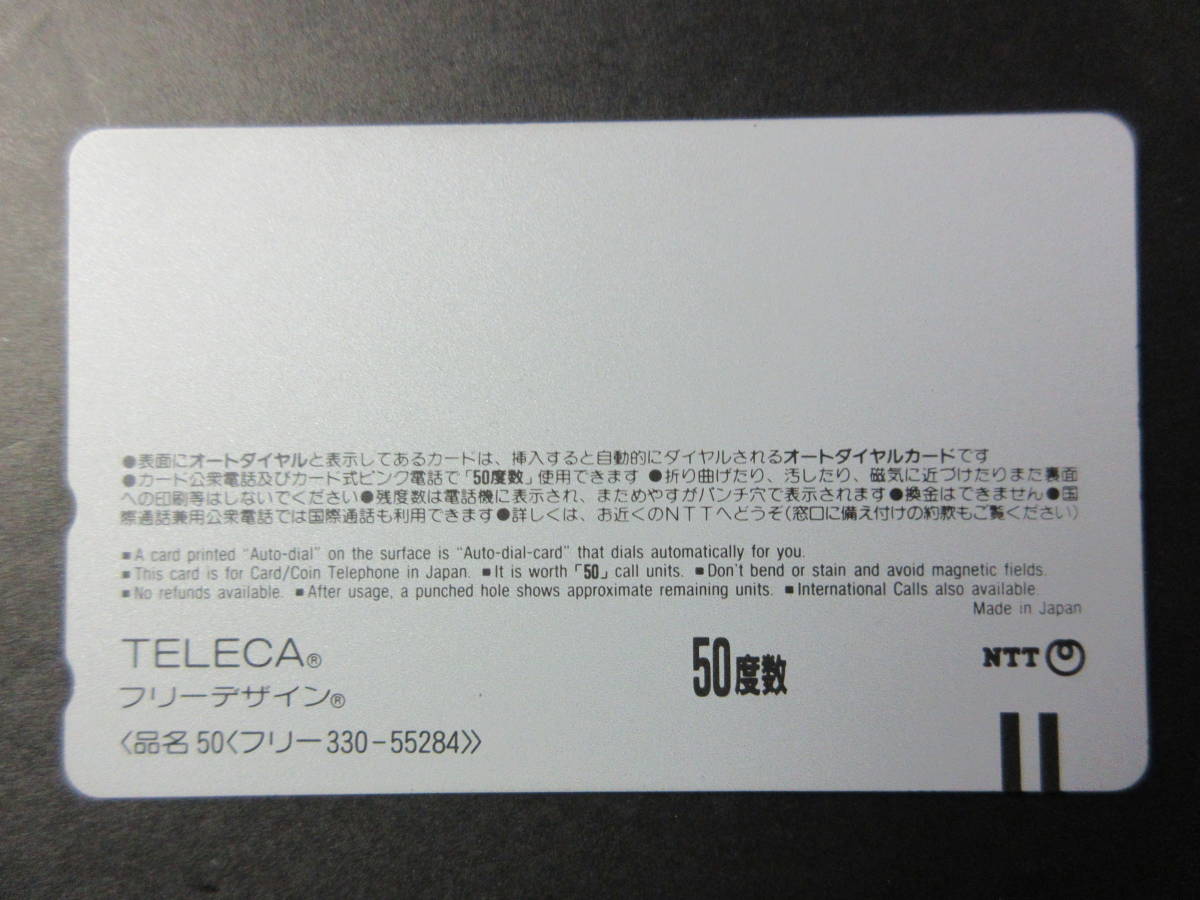 ●表面にオートダイヤルと表示してあるカードは、挿入すると自動的にダイヤルされるオートダイヤルカードです
●カード公衆電話及びカード式ピンク電話で「50度数」使用できます ●折り曲げたり、汚したり、磁気に近づけたりまた裏面
への印刷等はしないでください●残度数は電話機に表示され、まためやすがパンチ穴で表示されます●換金はできません●国
際通話兼用公衆電話では国際通話も利用できます●詳しくは、お近くのNTTへどうぞ(窓口に備え付けの約款もご覧ください)
■A card printed "Auto-dial" on the surface is "Auto-dial-card" that dials automatically for you.
■This card is for Card/Coin Telephone in Japan. ■It is worth「50」call units. ■Don't bend or stain and avoid magnetic fields.
■No refunds available. ■After usage, a punched hole shows approximate remaining units. ■International Calls also available.
Made in Japan
TELECA®
フリーデザイン®
50度数
NTT
〈品名 50〈フリー330-55284〉〉